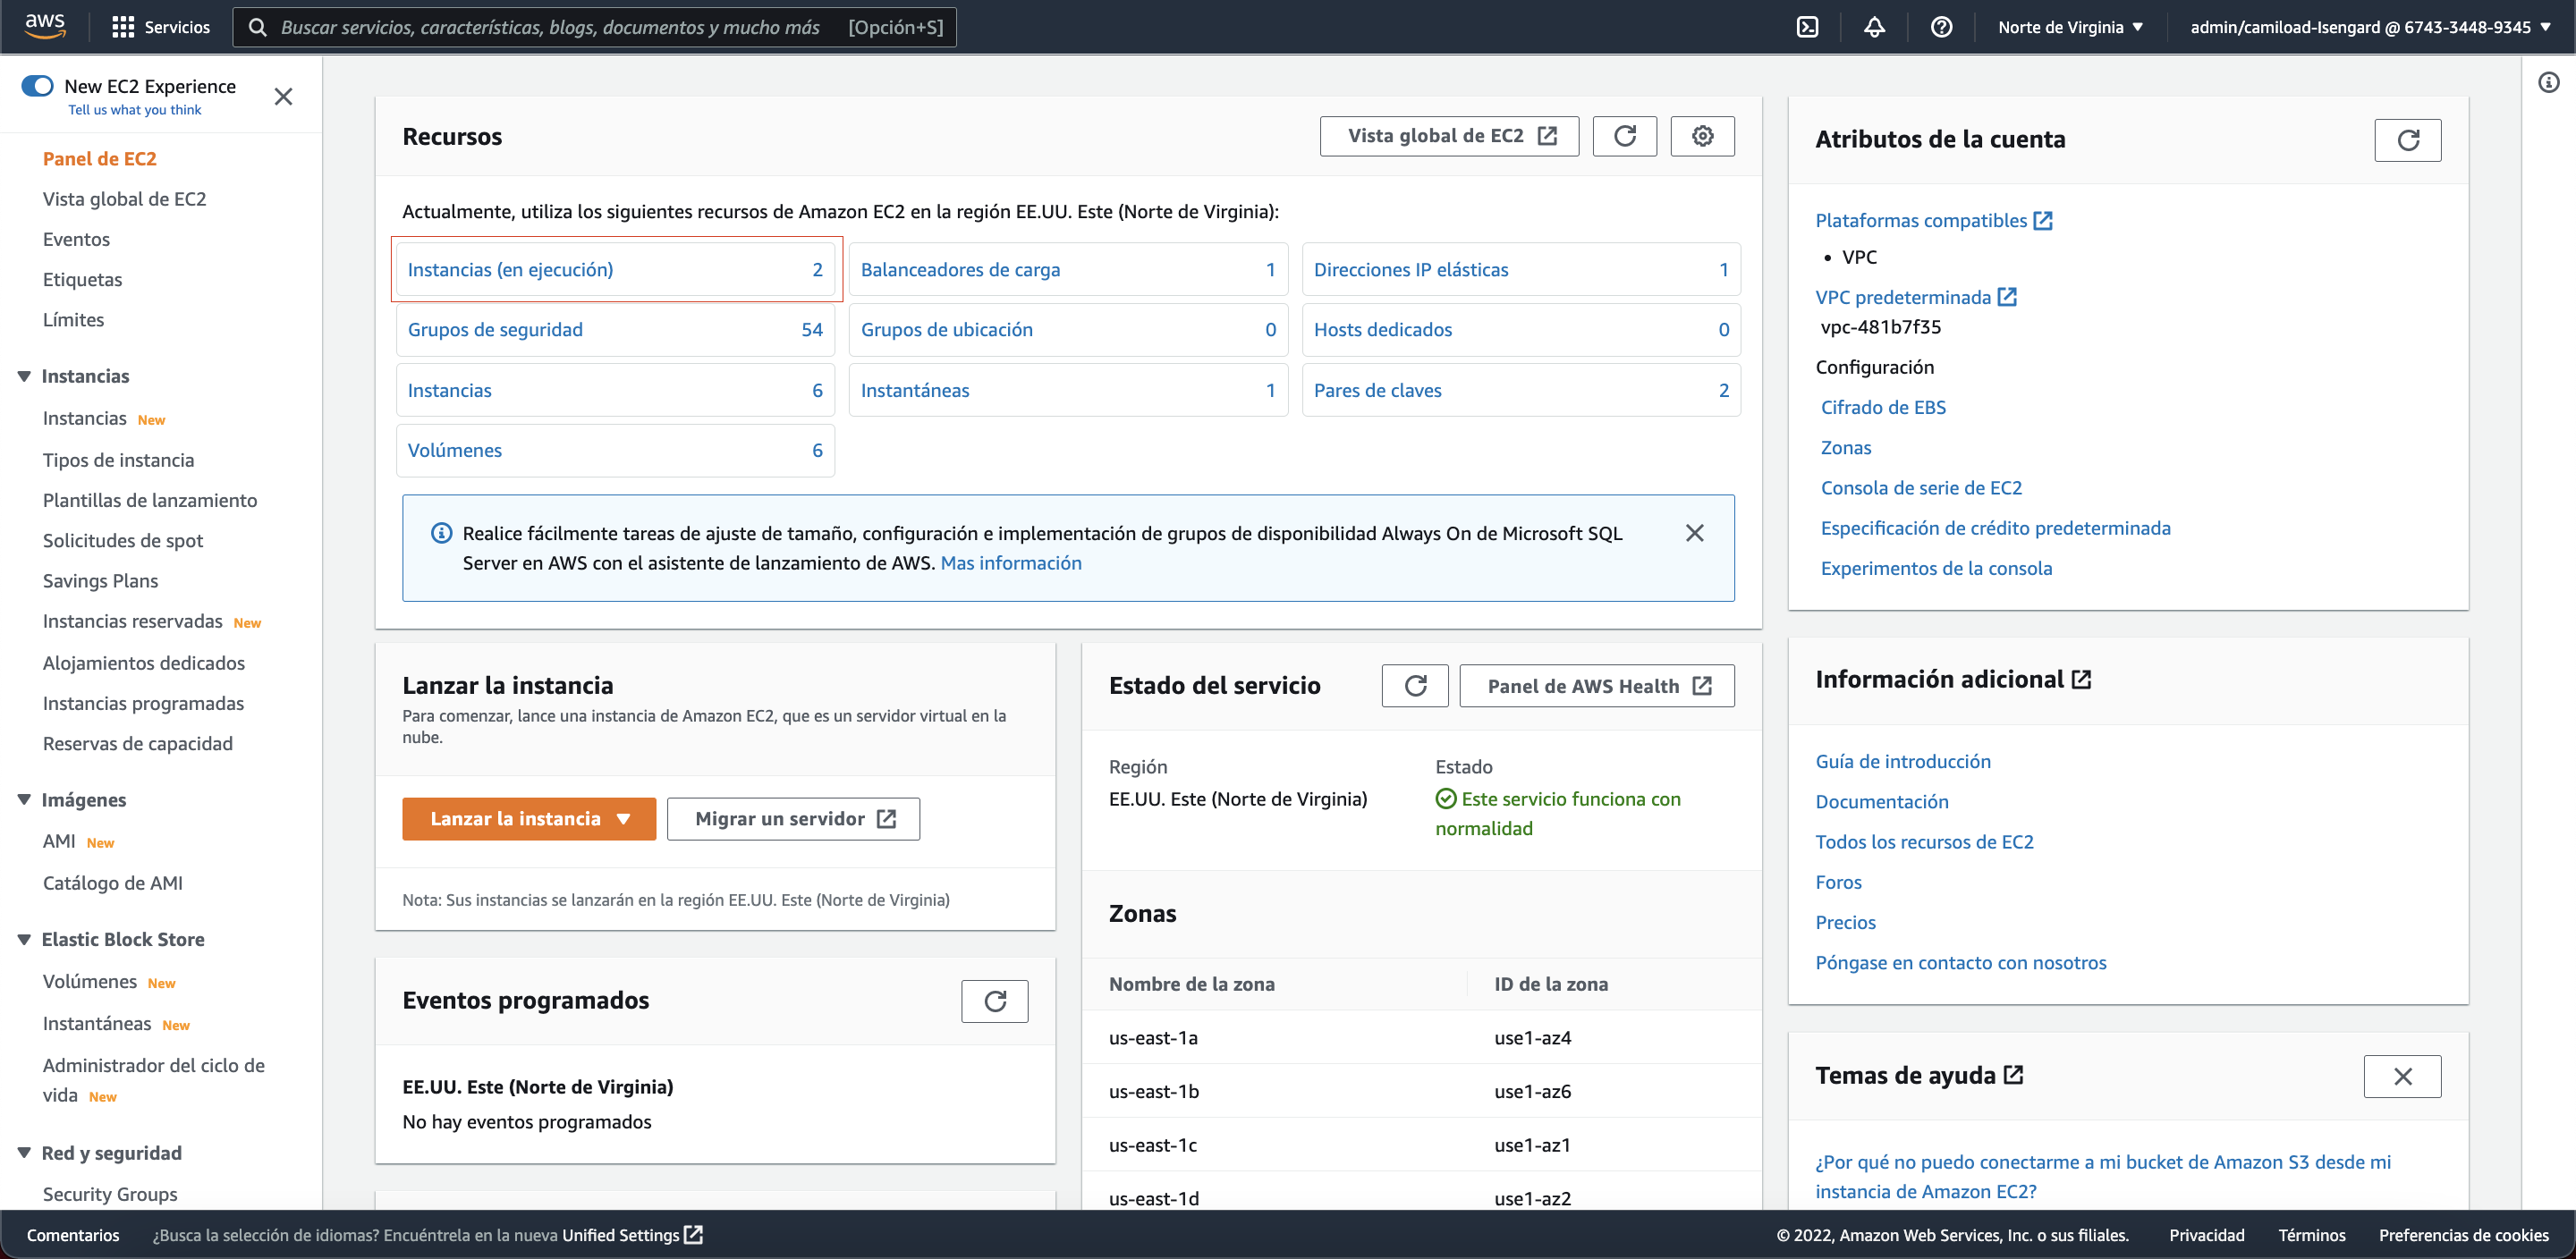 aws
Servicios
Buscar servicios, características, blogs, documentos y mucho más
[Opción+S]
Norte de Virginia
admin/camiload-Isengard @ 6743-3448-9345
New EC2 Experience
Tell us what you think
Panel de EC2
Vista global de EC2
Eventos
Etiquetas
Límites
Instancias
Instancias New
Tipos de instancia
Plantillas de lanzamiento
Solicitudes de spot
Savings Plans
Instancias reservadas New
Alojamientos dedicados
Instancias programadas
Reservas de capacidad
Imágenes
AMI New
Catálogo de AMI
Elastic Block Store
Volúmenes New
Instantáneas New
Administrador del ciclo de
vida New
Red y seguridad
Security Groups
Recursos
Vista global de EC2
Actualmente, utiliza los siguientes recursos de Amazon EC2 en la región EE.UU. Este (Norte de Virginia):
Instancias (en ejecución) 2
Balanceadores de carga 1
Direcciones IP elásticas 1
Grupos de seguridad 54
Grupos de ubicación 0
Hosts dedicados 0
Instancias 6
Instantáneas 1
Pares de claves 2
Volúmenes 6
Realice fácilmente tareas de ajuste de tamaño, configuración e implementación de grupos de disponibilidad Always On de Microsoft SQL
Server en AWS con el asistente de lanzamiento de AWS. Mas información
Lanzar la instancia
Para comenzar, lance una instancia de Amazon EC2, que es un servidor virtual en la
nube.
Lanzar la instancia
Migrar un servidor
Nota: Sus instancias se lanzarán en la región EE.UU. Este (Norte de Virginia)
Eventos programados
EE.UU. Este (Norte de Virginia)
No hay eventos programados
Estado del servicio
Panel de AWS Health
Región
EE.UU. Este (Norte de Virginia)
Estado
Este servicio funciona con
normalidad
Zonas
Nombre de la zona
ID de la zona
us-east-1a
use1-az4
us-east-1b
use1-az6
us-east-1c
use1-az1
us-east-1d
use1-az2
Atributos de la cuenta
Plataformas compatibles
• VPC
VPC predeterminada
vpc-481b7f35
Configuración
Cifrado de EBS
Zonas
Consola de serie de EC2
Especificación de crédito predeterminada
Experimentos de la consola
Información adicional
Guía de introducción
Documentación
Todos los recursos de EC2
Foros
Precios
Póngase en contacto con nosotros
Temas de ayuda
¿Por qué no puedo conectarme a mi bucket de Amazon S3 desde mi
instancia de Amazon EC2?
Comentarios
¿Busca la selección de idiomas? Encuéntrela en la nueva Unified Settings
© 2022, Amazon Web Services, Inc. o sus filiales.
Privacidad
Términos
Preferencias de cookies